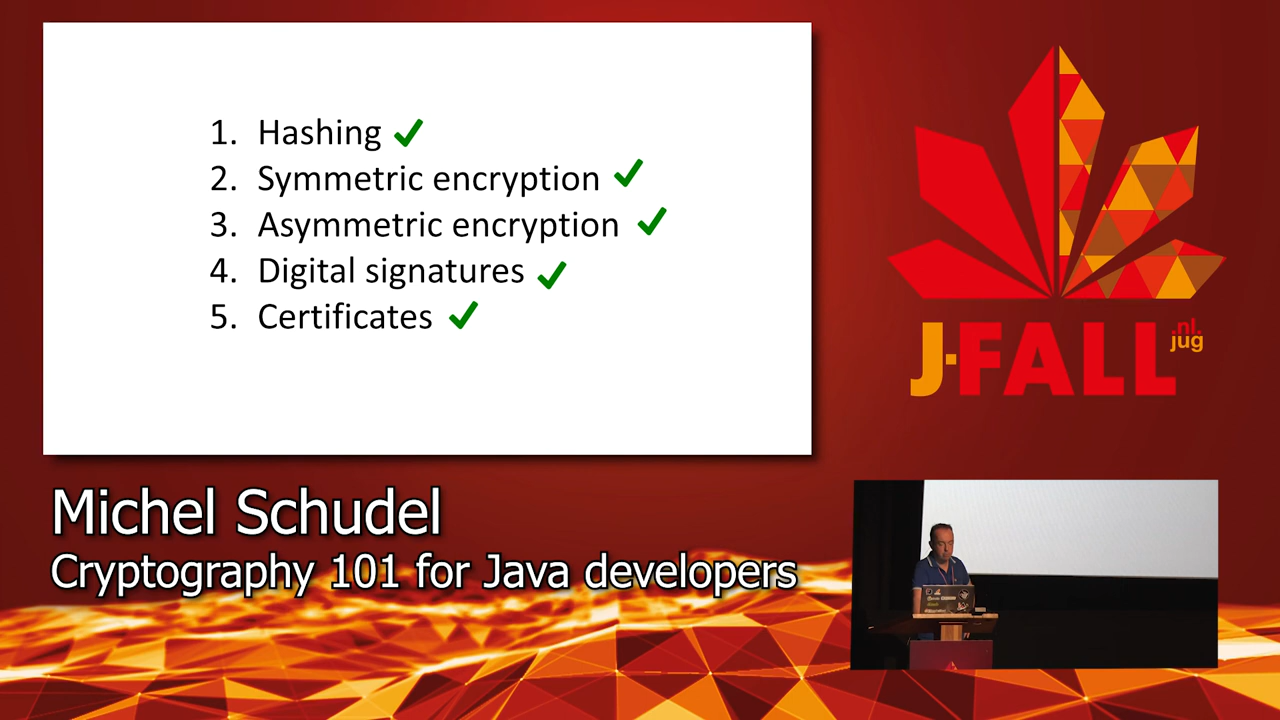 1. Hashing
2. Symmetric encryption
3. Asymmetric encryption
4. Digital signatures
5. Certificates
J-FALL
.nl.
jug
Michel Schudel
Cryptography 101 for Java developers